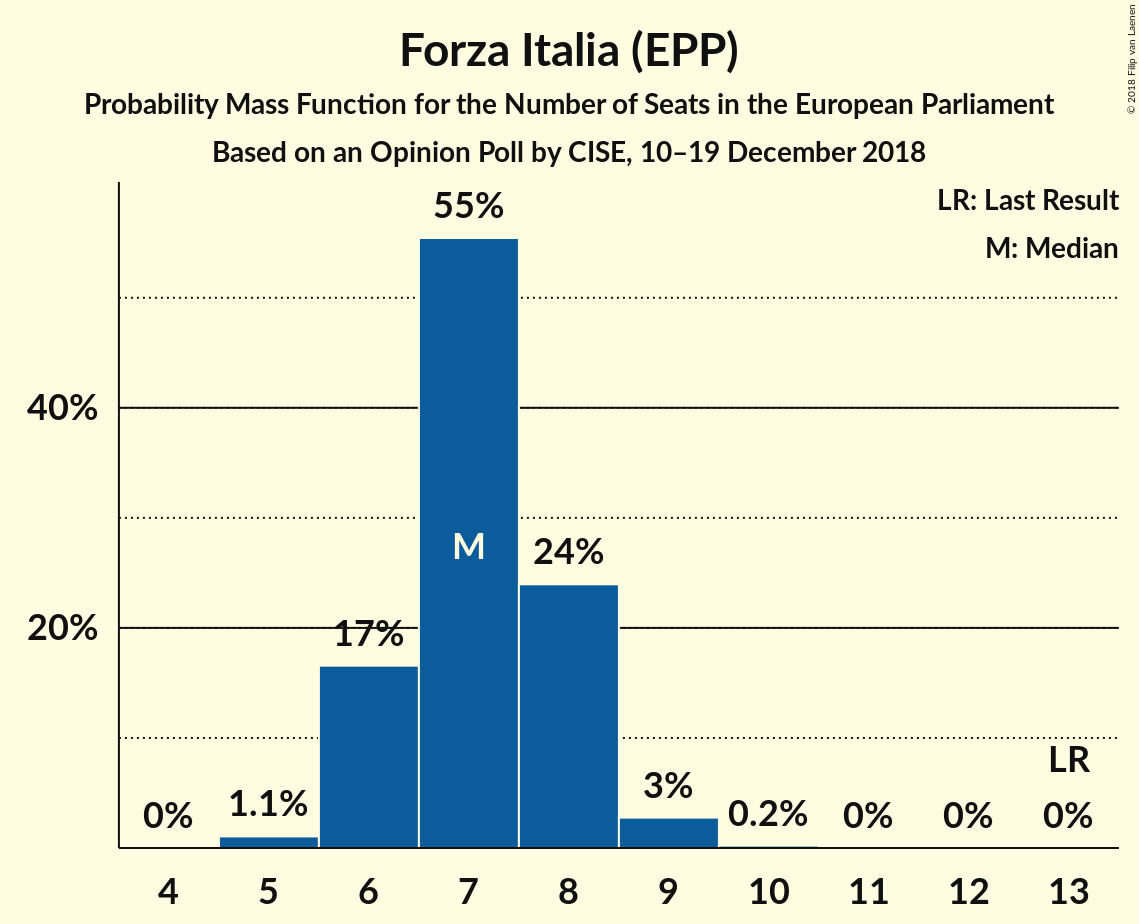 Forza Italia (EPP)
Probability Mass Function for the Number of Seats in the European Parliament
Based on an Opinion Poll by CISE, 10–19 December 2018
© 2018 Filip van Laenen
LR: Last Result
M: Median
55%
40%
M
24%
20%
17%
LR
0%
1.1%
3%
0.2%
0%
0%
0%
4 5 6 7 8 9 10 11 12 13